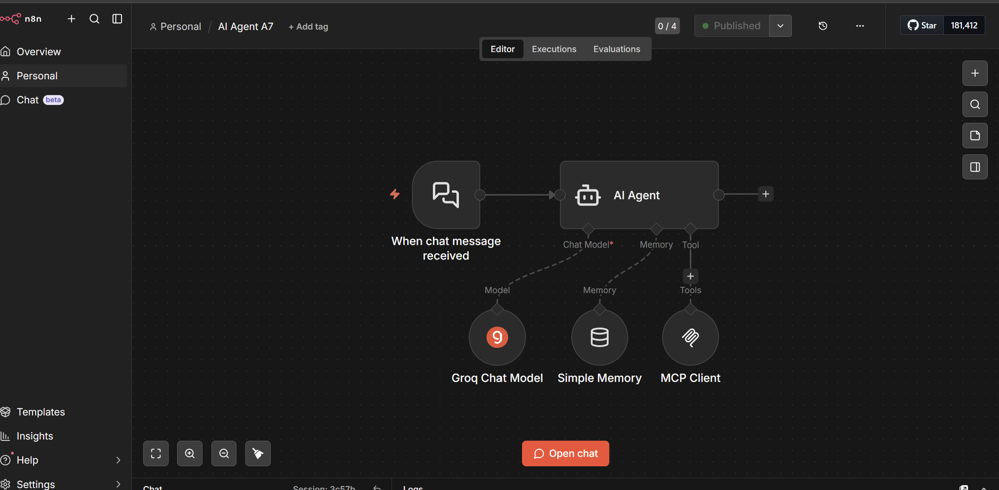 n8n
Personal / AI Agent A7 + Add tag
0 / 4
Published
Star 181,412
Editor Executions Evaluations
Overview
Personal
Chat beta
AI Agent
When chat message
received
Chat Model* Memory Tool
Model Memory Tools
Groq Chat Model Simple Memory MCP Client
Templates
Insights
Help
Settings
Open chat
Chat Session: 3c57b Logs